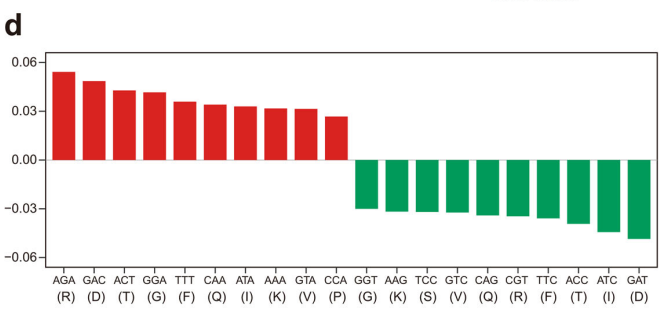 d
0.06
0.03
0.00
−0.03
−0.06
AGA GAC ACT GGA TTT CAA ATA AAA GTA CCA GGT AAG TCC GTC CAG CGT TTC ACC ATC GAT
(R) (D) (T) (G) (F) (Q) (I) (K) (V) (P) (G) (K) (S) (V) (Q) (R) (F) (T) (I) (D)